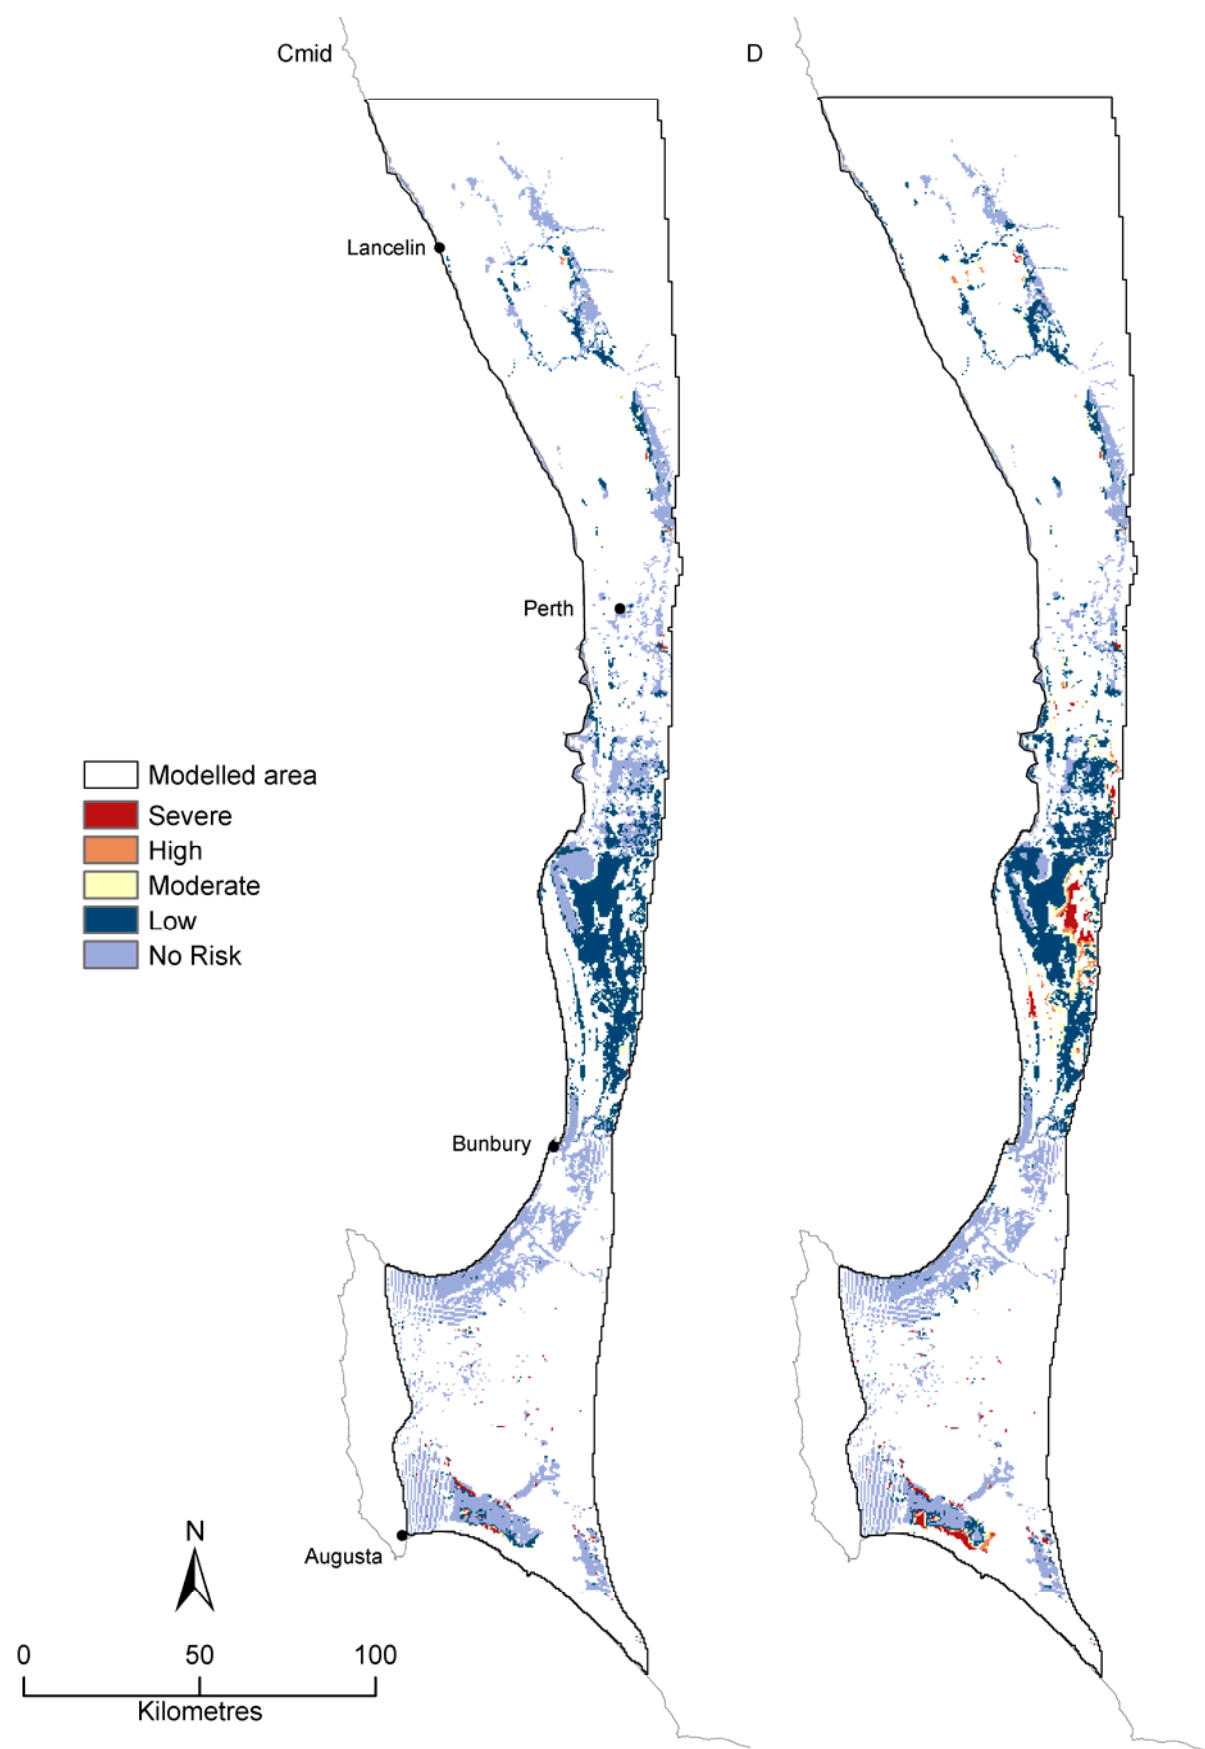 Cmid
D
Lancelin
Perth
Modelled area
Severe
High
Moderate
Low
No Risk
Bunbury
N
Augusta
0 50 100
Kilometres